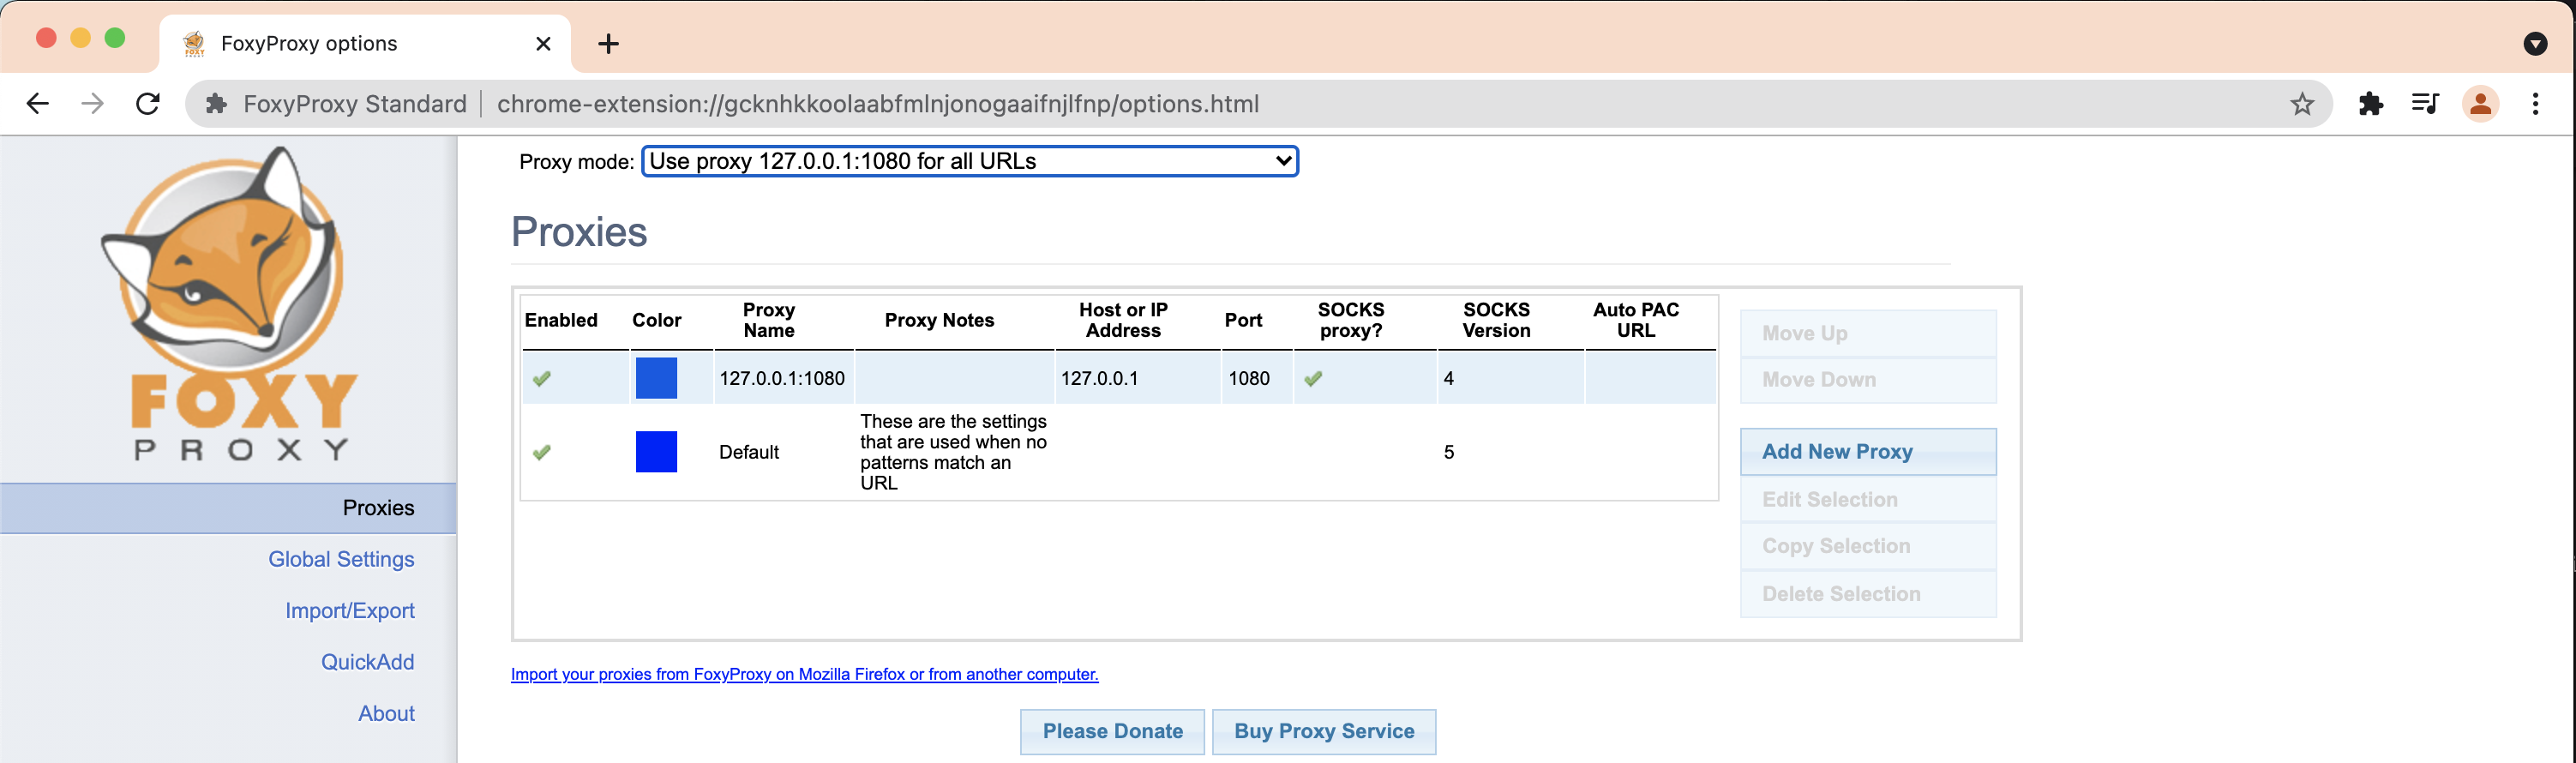 FoxyProxy options
FoxyProxy Standard chrome-extension://gcknhkkoolaabfmlnjonogaaifnjlfnp/options.html
FOXY
PROXY
Proxies
Global Settings
Import/Export
QuickAdd
About
Proxy mode: Use proxy 127.0.0.1:1080 for all URLs
Proxies
Enabled Color Proxy Name Proxy Notes Host or IP Address Port SOCKS proxy? SOCKS Version Auto PAC URL
127.0.0.1:1080 127.0.0.1 1080 4
Default These are the settings that are used when no patterns match an URL 5
Move Up
Move Down
Add New Proxy
Edit Selection
Copy Selection
Delete Selection
Import your proxies from FoxyProxy on Mozilla Firefox or from another computer.
Please Donate Buy Proxy Service